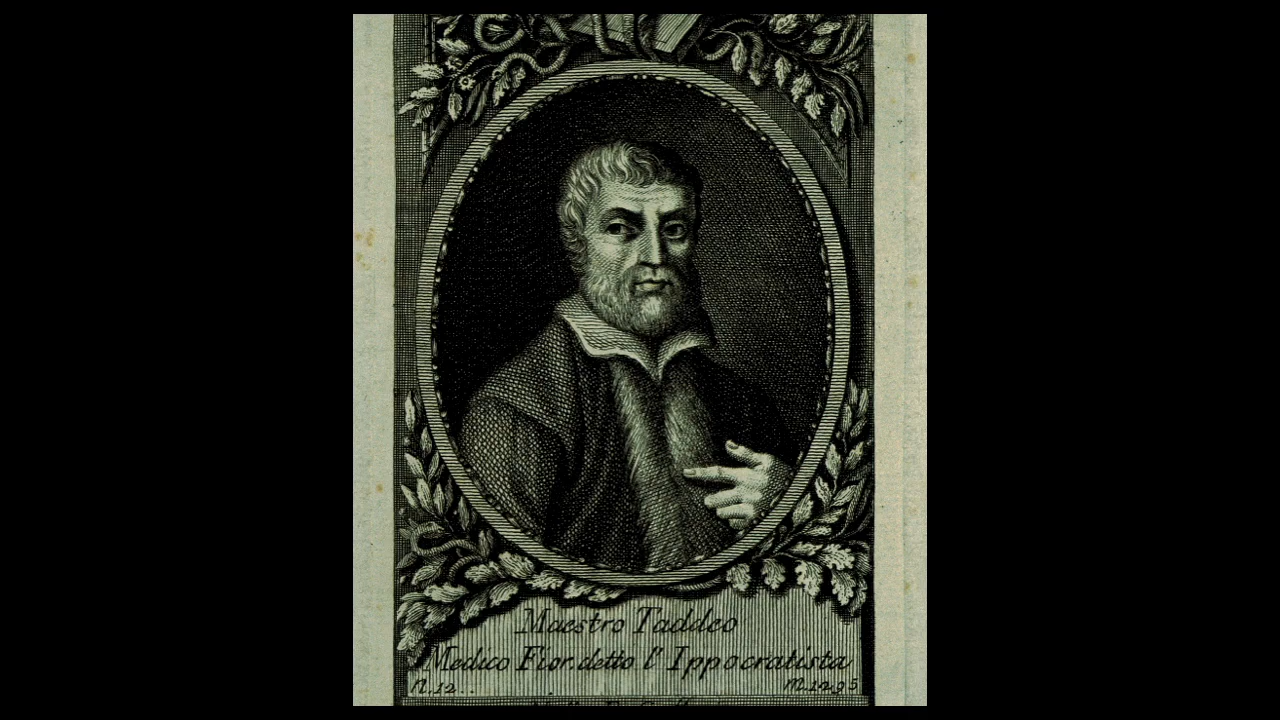 Maestro Taddeo
Medico Fior. detto l' Ippocratista
n. 12.. m. 1295